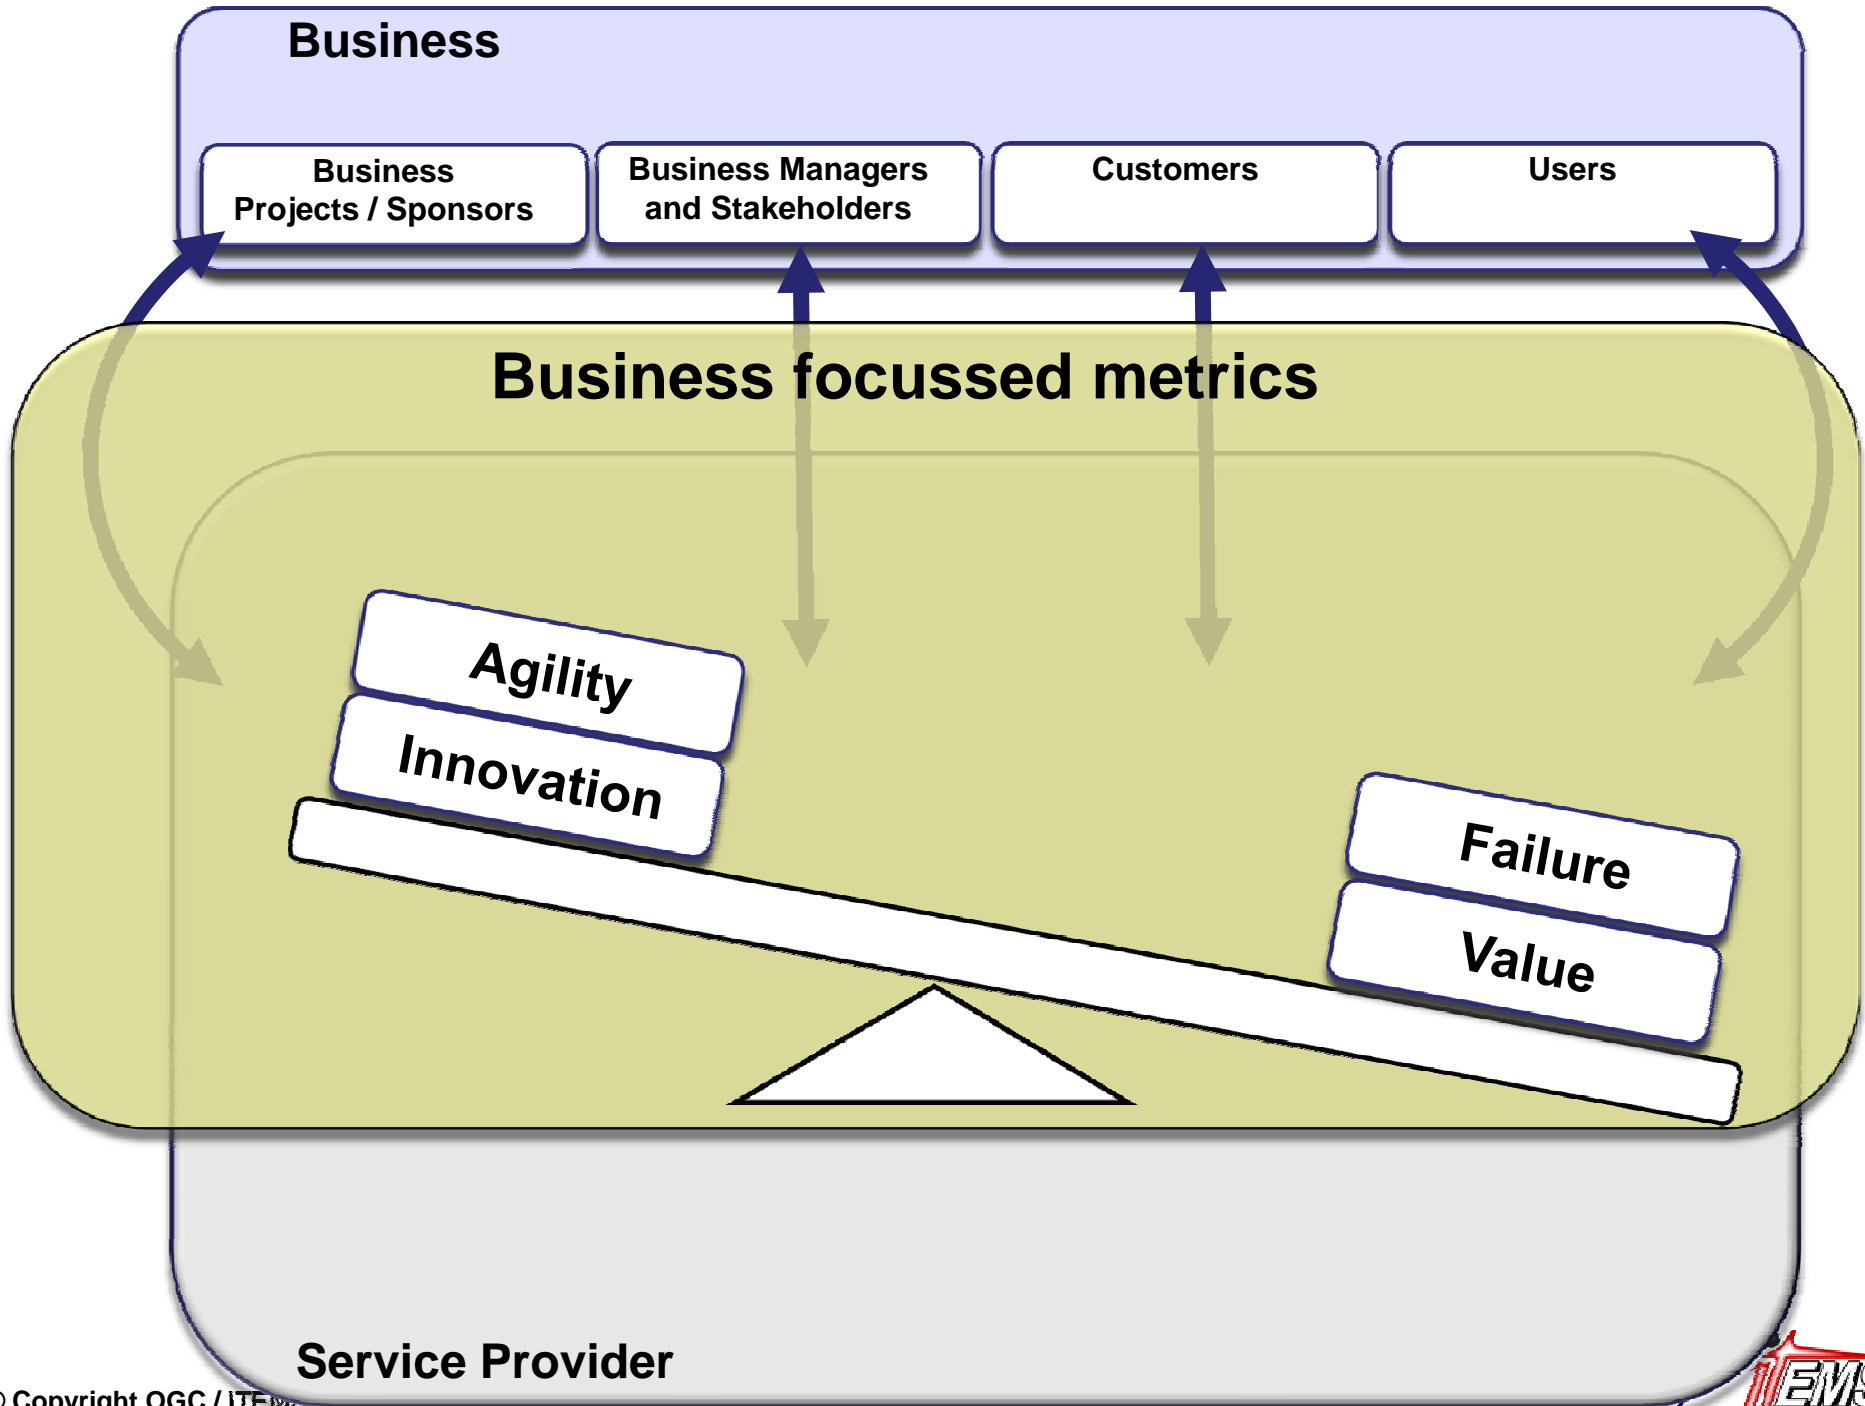 Business
Business
Projects / Sponsors
Business Managers
and Stakeholders
Customers
Users
Business focussed metrics
Agility
Innovation
Failure
Value
Service Provider
Copyright OGC / ITEM